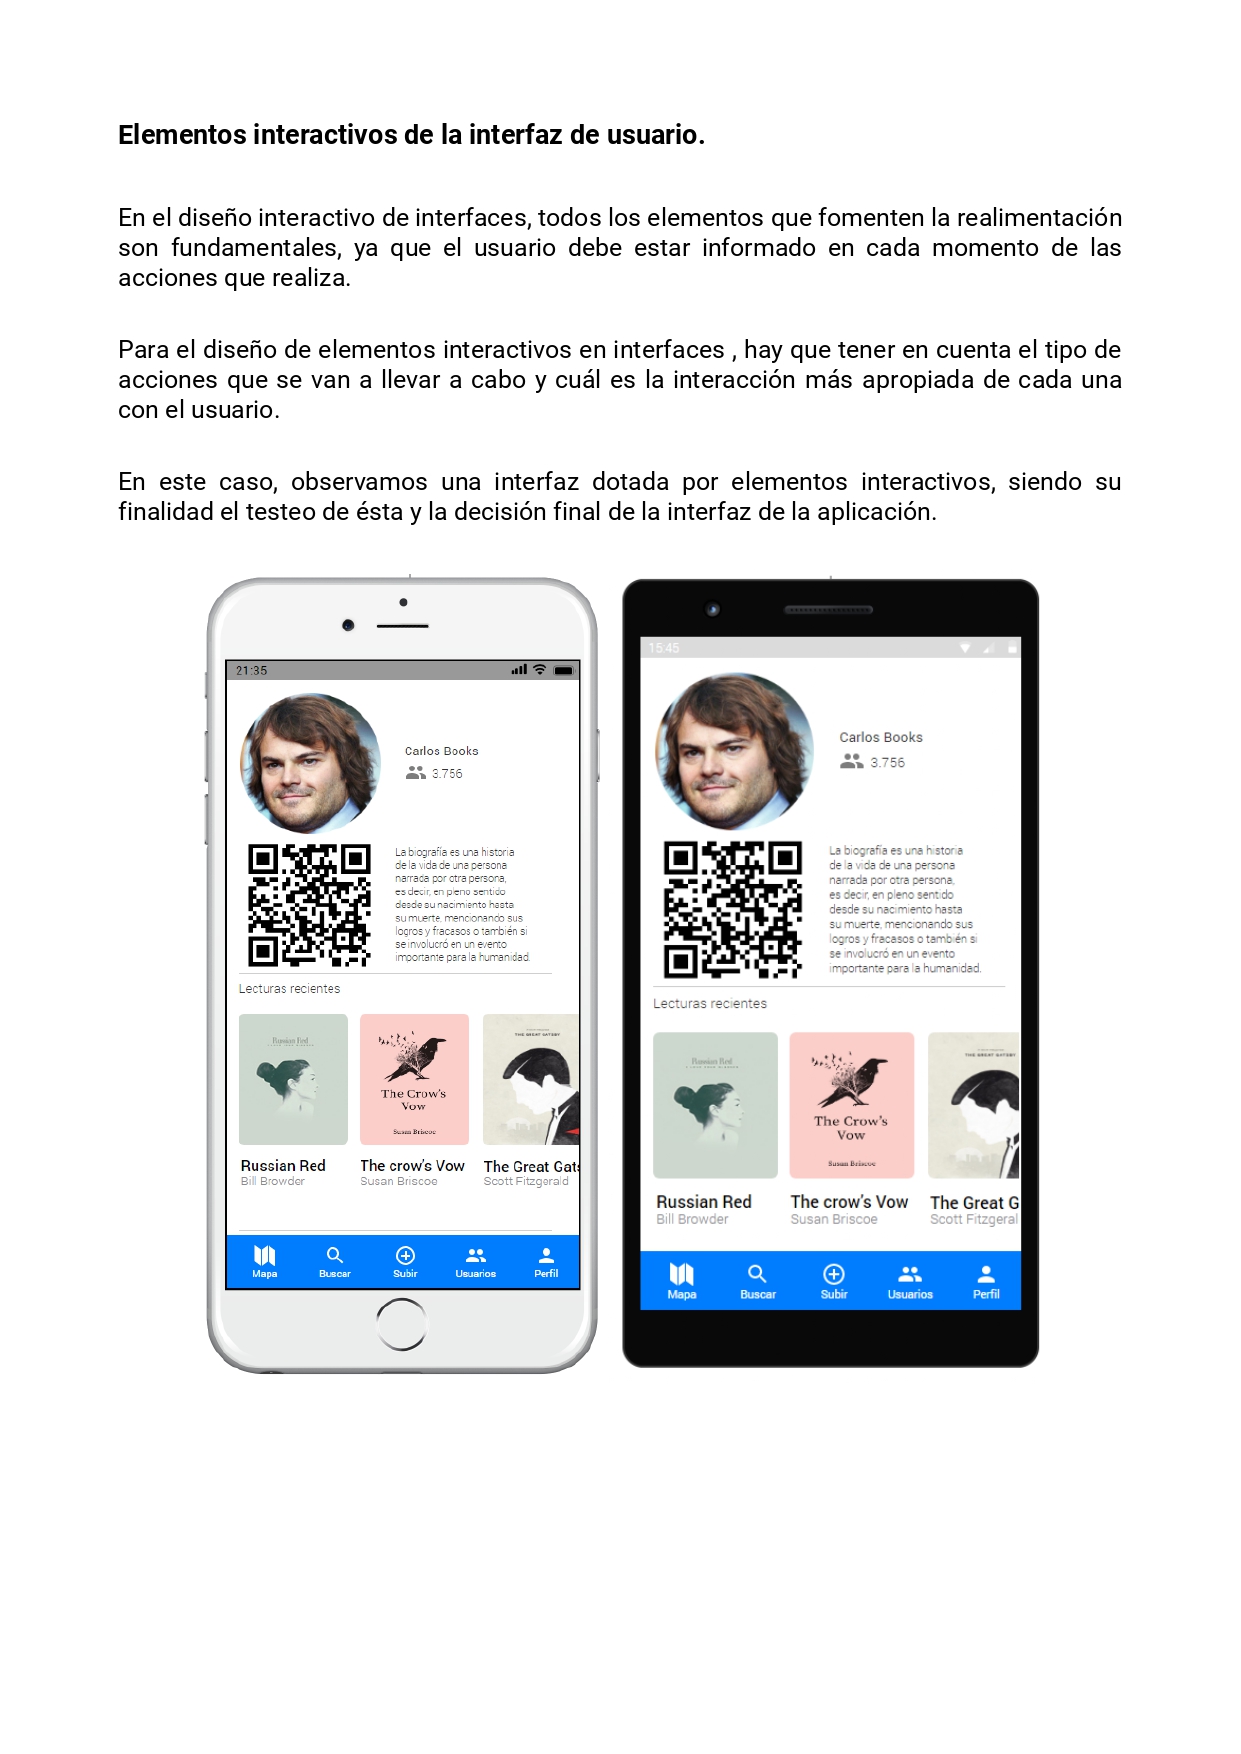 Elementos interactivos de la interfaz de usuario.
En el diseño interactivo de interfaces, todos los elementos que fomenten la realimentación
son fundamentales, ya que el usuario debe estar informado en cada momento de las
acciones que realiza.
Para el diseño de elementos interactivos en interfaces , hay que tener en cuenta el tipo de
acciones que se van a llevar a cabo y cuál es la interacción más apropiada de cada una
con el usuario.
En este caso, observamos una interfaz dotada por elementos interactivos, siendo su
finalidad el testeo de ésta y la decisión final de la interfaz de la aplicación.
21:35
Carlos Books
3.756
La biografía es una historia
de la vida de una persona
narrada por otra persona,
es decir, en pleno sentido
desde su nacimiento hasta
su muerte, mencionando sus
logros y fracasos o también si
se involucró en un evento
importante para la humanidad.
Lecturas recientes
Russian Red
THE GREAT GATSBY
The Crow's
Vow
Susan Briscoe
Russian Red
The crow's Vow
The Great Gats
Bill Browder
Susan Briscoe
Scott Fitzgerald
Mapa
Buscar
Subir
Usuarios
Perfil
15:45
Carlos Books
3.756
La biografía es una historia
de la vida de una persona
narrada por otra persona,
es decir, en pleno sentido
desde su nacimiento hasta
su muerte, mencionando sus
logros y fracasos o también si
se involucró en un evento
importante para la humanidad.
Lecturas recientes
Russian Red
THE GREAT GATSBY
The Crow's
Vow
Susan Briscoe
Russian Red
The crow's Vow
The Great G
Bill Browder
Susan Briscoe
Scott Fitzgeral
Mapa
Buscar
Subir
Usuarios
Perfil